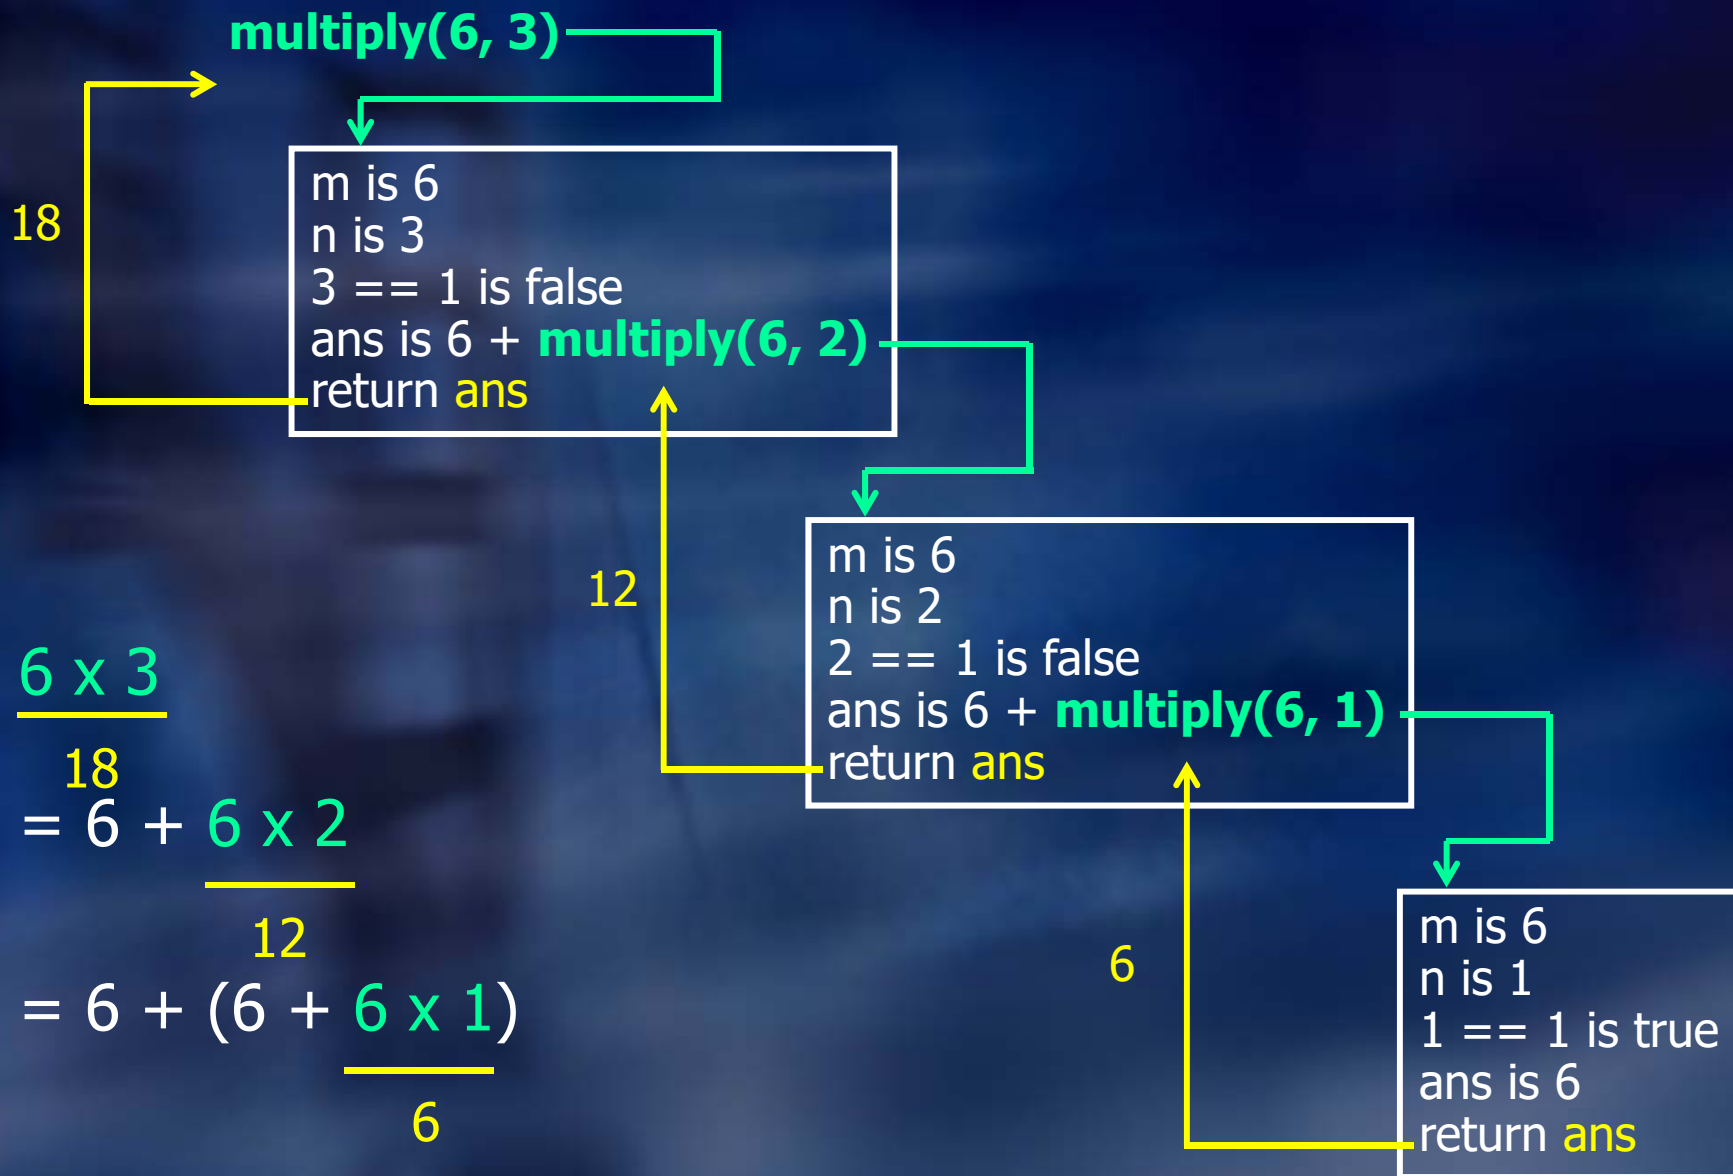 multiply(6, 3)
18
m is 6
n is 3
3 == 1 is false
ans is 6 + multiply(6, 2)
return ans
12
m is 6
n is 2
2 == 1 is false
ans is 6 + multiply(6, 1)
return ans
6
m is 6
n is 1
1 == 1 is true
ans is 6
return ans
6 x 3
18
= 6 + 6 x 2
12
= 6 + (6 + 6 x 1)
6